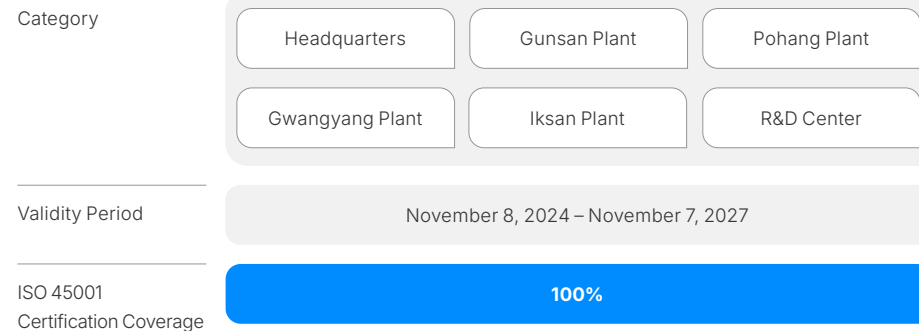 Category
Headquarters
Gunsan Plant
Pohang Plant
Gwangyang Plant
Iksan Plant
R&D Center
Validity Period
November 8, 2024 – November 7, 2027
ISO 45001
Certification Coverage
100%